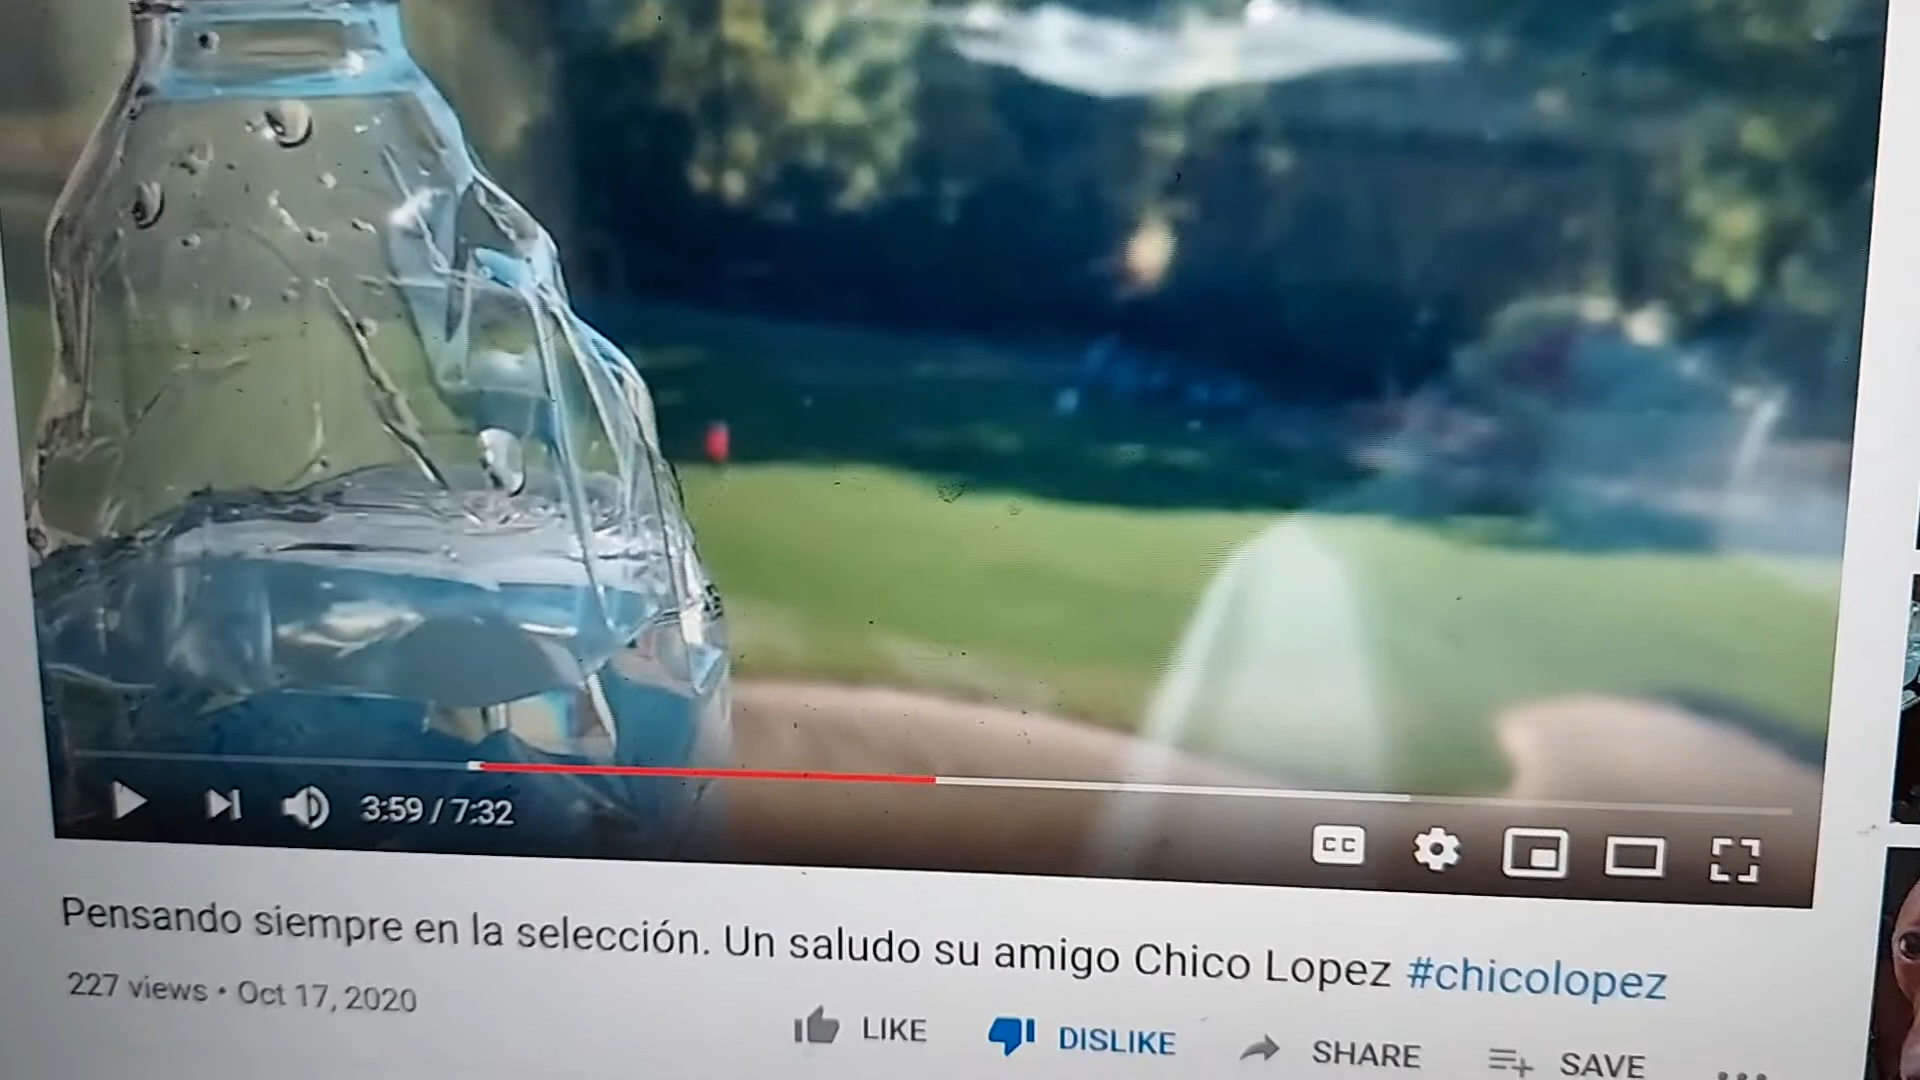 3:59 / 7:32
CC
Pensando siempre en la selección. Un saludo su amigo Chico Lopez #chicolopez
227 views • Oct 17, 2020
LIKE DISLIKE SHARE SAVE